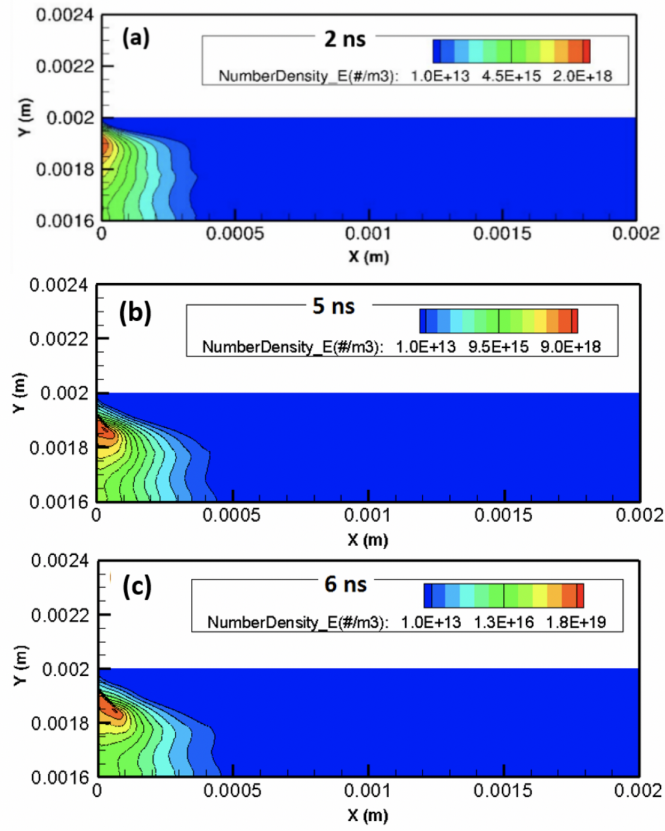 (a)
2 ns
NumberDensity_E(#/m3): 1.0E+13 4.5E+15 2.0E+18
0.0024
0.0022
0.002
0.0018
0.0016
Y (m)
0 0.0005 0.001 0.0015 0.002
X (m)
(b)
5 ns
NumberDensity_E(#/m3): 1.0E+13 9.5E+15 9.0E+18
0.0024
0.0022
0.002
0.0018
0.0016
Y (m)
0 0.0005 0.001 0.0015 0.002
X (m)
(c)
6 ns
NumberDensity_E(#/m3): 1.0E+13 1.3E+16 1.8E+19
0.0024
0.0022
0.002
0.0018
0.0016
Y (m)
0 0.0005 0.001 0.0015 0.002
X (m)